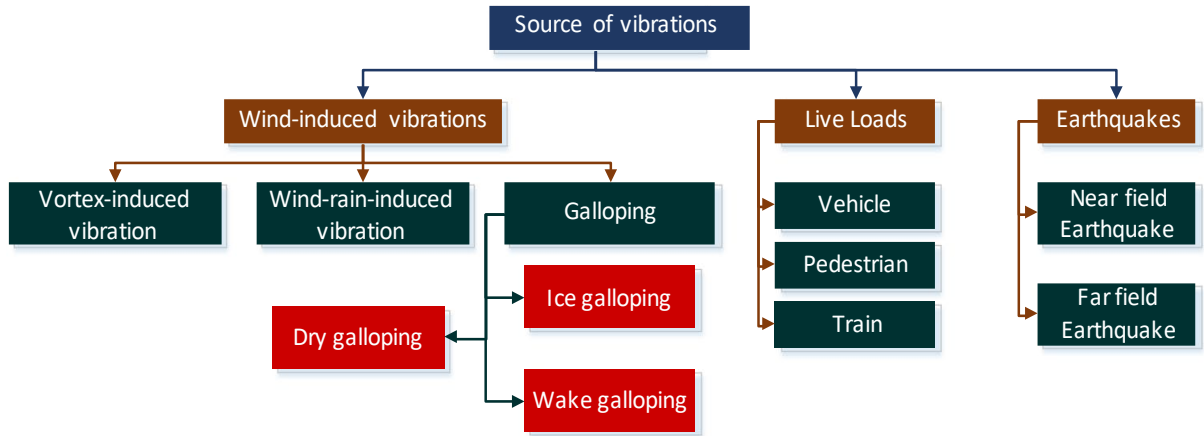 Source of vibrations
Wind-induced vibrations
Live Loads
Earthquakes
Vortex-induced
vibration
Wind-rain-induced
vibration
Galloping
Vehicle
Near field
Earthquake
Pedestrian
Ice galloping
Train
Far field
Earthquake
Dry galloping
Wake galloping